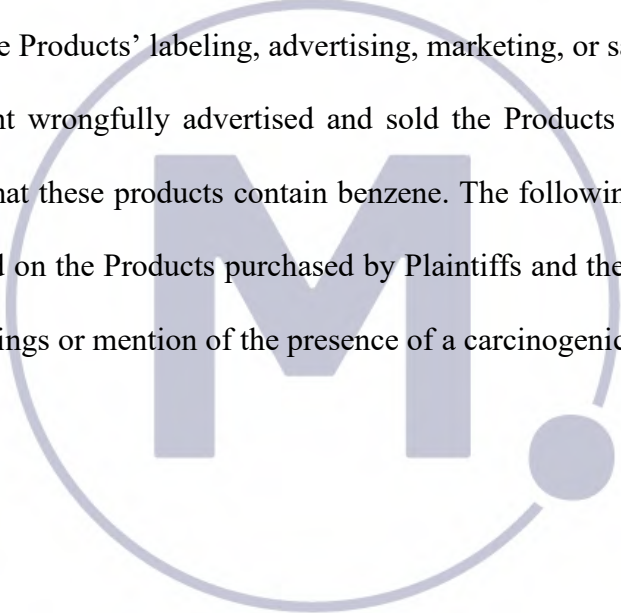 e Products’ labeling, advertising, marketing, or sa
nt wrongfully advertised and sold the Products
hat these products contain benzene. The followin
d on the Products purchased by Plaintiffs and the
ings or mention of the presence of a carcinogenic
M